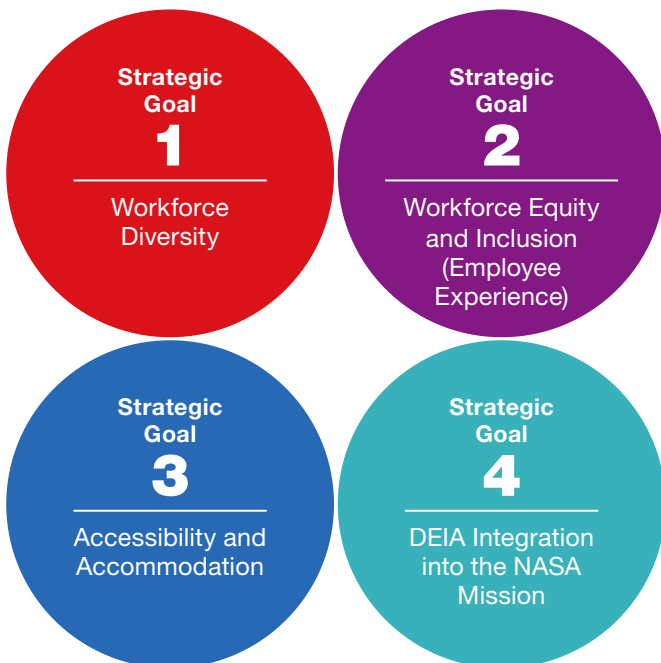 Strategic
Goal
1
Workforce
Diversity
Strategic
Goal
2
Workforce Equity
and Inclusion
(Employee
Experience)
Strategic
Goal
3
Accessibility and
Accommodation
Strategic
Goal
4
DEIA Integration
into the NASA
Mission